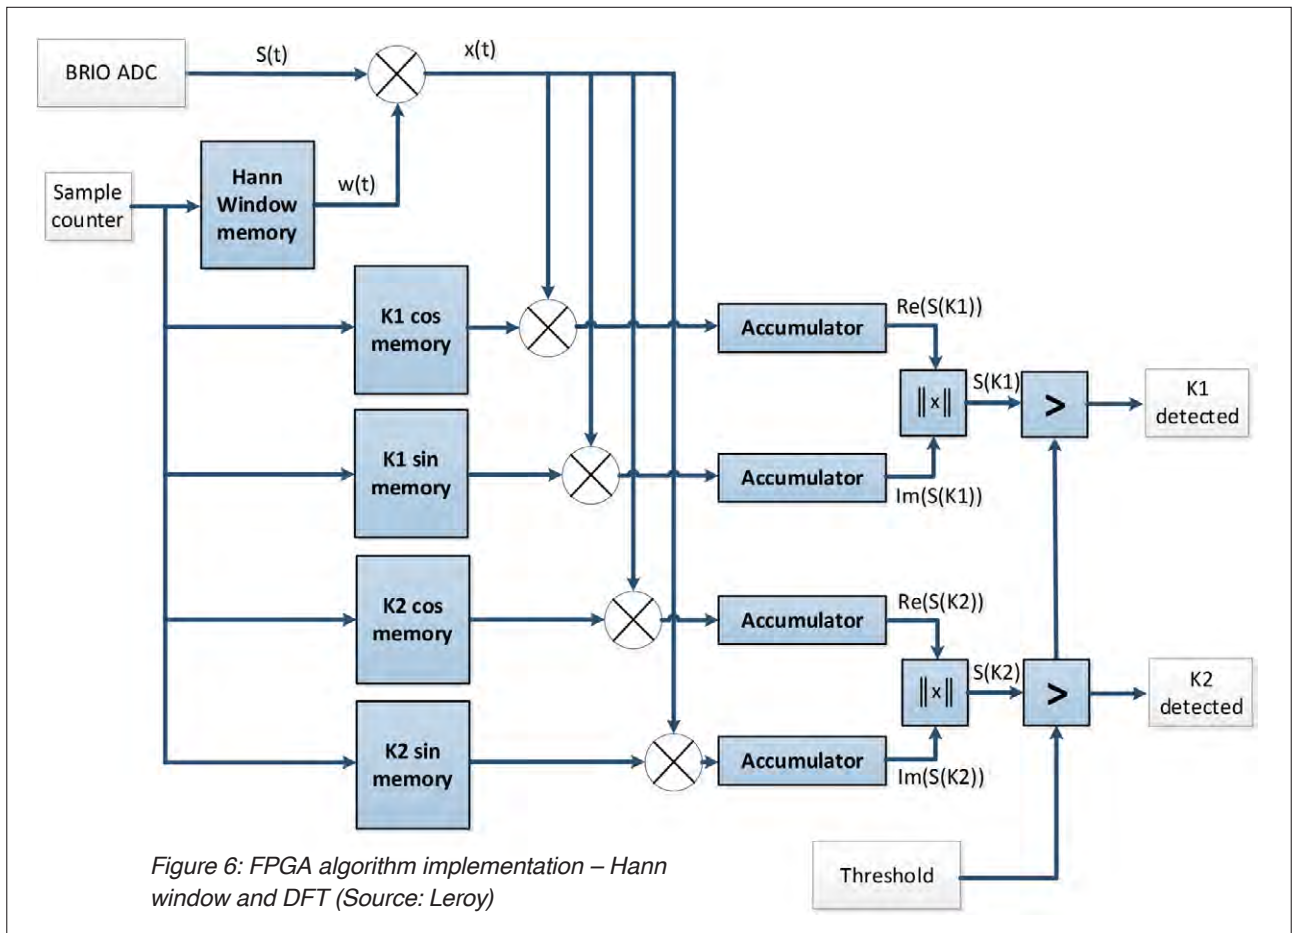 BRIO ADC
S(t)
x(t)
Sample
counter
Hann
Window
memory
w(t)
K1 cos
memory
Accumulator
Re(S(K1))
||x||
S(K1)
>
K1
detected
K1 sin
memory
Accumulator
Im(S(K1))
K2 cos
memory
Accumulator
Re(S(K2))
||x||
S(K2)
>
K2
detected
K2 sin
memory
Accumulator
Im(S(K2))
Threshold
Figure 6: FPGA algorithm implementation – Hann
window and DFT (Source: Leroy)